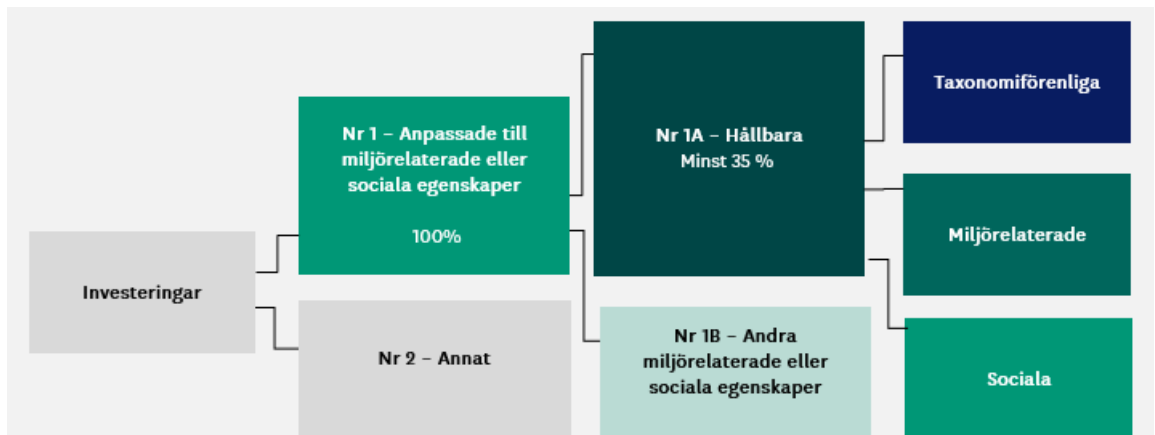 Investeringar
Nr 1 – Anpassade till
miljörelaterade eller
sociala egenskaper
100%
Nr 2 – Annat
Nr 1A – Hållbara
Minst 35 %
Nr 1B – Andra
miljörelaterade eller
sociala egenskaper
Taxonomiförenliga
Miljörelaterade
Sociala